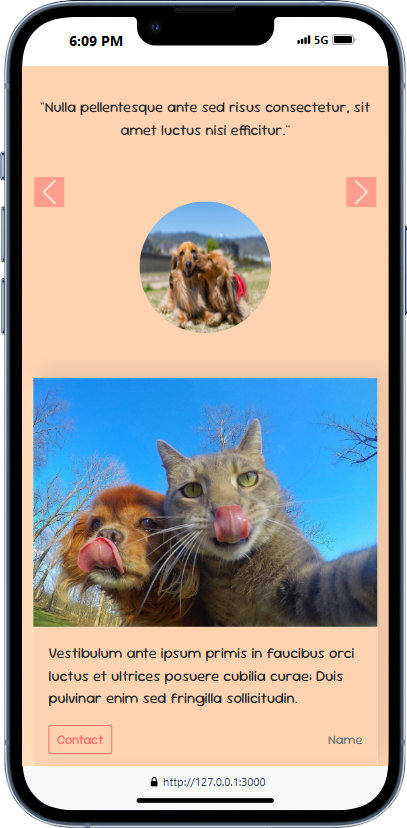 6:09 PM 5G
"Nulla pellentesque ante sed risus consectetur, sit
amet luctus nisi efficitur."
Vestibulum ante ipsum primis in faucibus orci
luctus et ultrices posuere cubilia curae; Duis
pulvinar enim sed fringilla sollicitudin.
Contact Name
http://127.0.0.1:3000